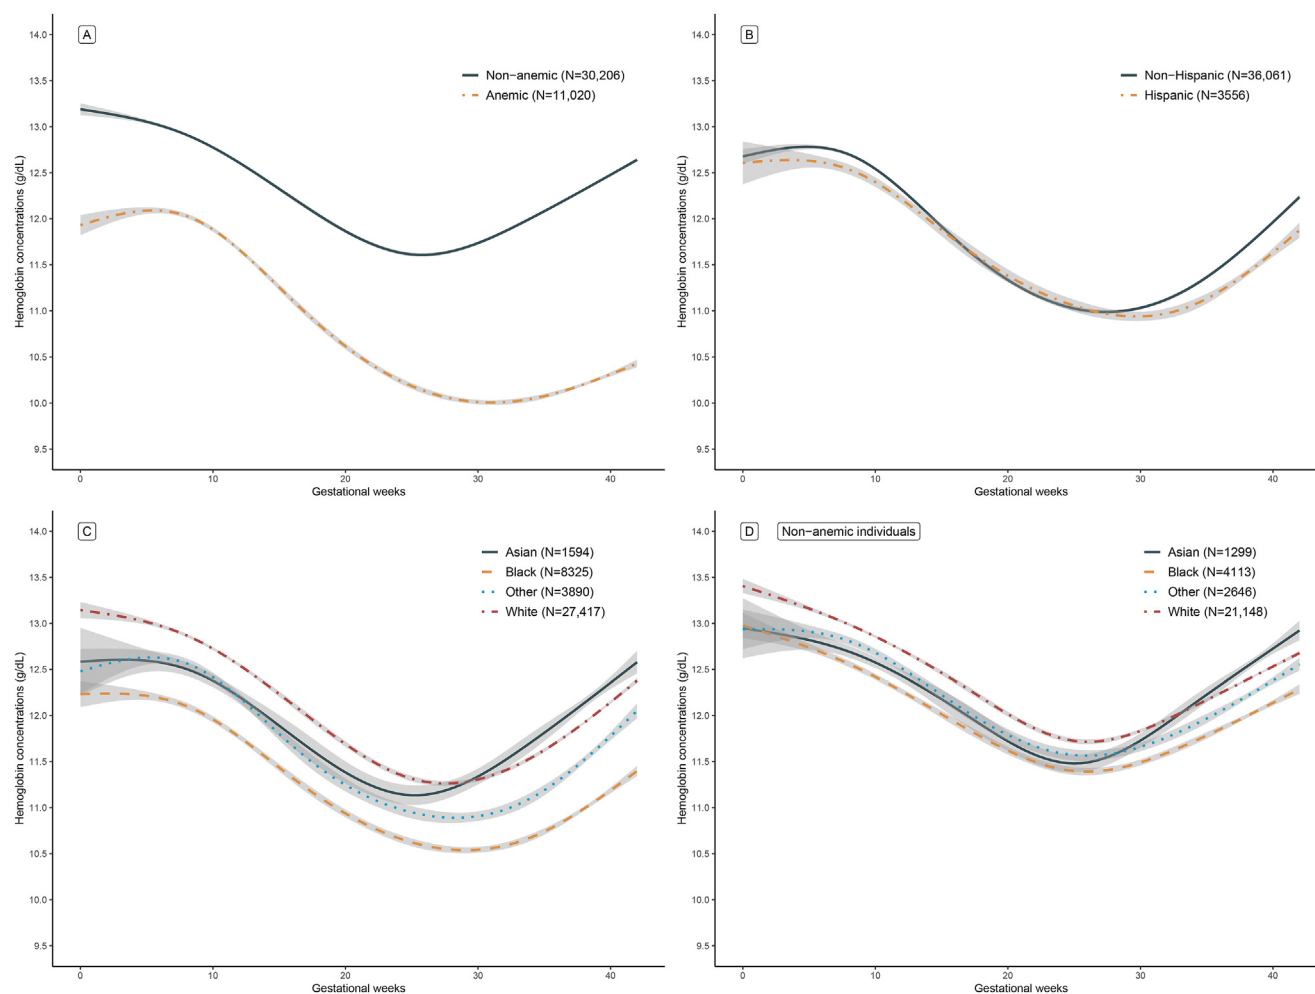 A
Non−anemic (N=30,206)
Anemic (N=11,020)
Hemoglobin concentrations (g/dL)
14.0
13.5
13.0
12.5
12.0
11.5
11.0
10.5
10.0
9.5
0 10 20 30 40
Gestational weeks
B
Non−Hispanic (N=36,061)
Hispanic (N=3556)
Hemoglobin concentrations (g/dL)
14.0
13.5
13.0
12.5
12.0
11.5
11.0
10.5
10.0
9.5
0 10 20 30 40
Gestational weeks
C
Asian (N=1594)
Black (N=8325)
Other (N=3890)
White (N=27,417)
Hemoglobin concentrations (g/dL)
14.0
13.5
13.0
12.5
12.0
11.5
11.0
10.5
10.0
9.5
0 10 20 30 40
Gestational weeks
D Non−anemic individuals
Asian (N=1299)
Black (N=4113)
Other (N=2646)
White (N=21,148)
Hemoglobin concentrations (g/dL)
14.0
13.5
13.0
12.5
12.0
11.5
11.0
10.5
10.0
9.5
0 10 20 30 40
Gestational weeks